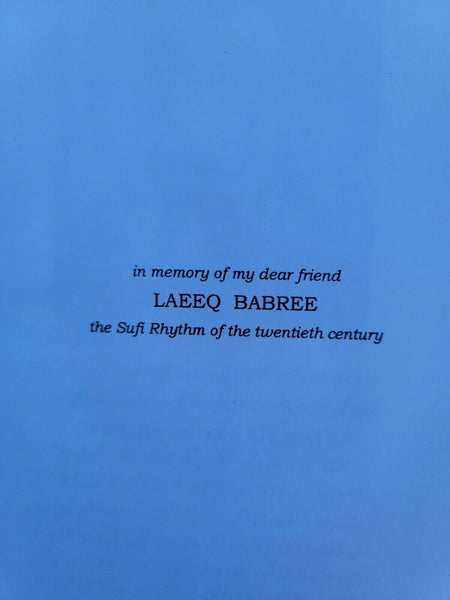 in memory of my dear friend
LAEEQ BABREE
the Sufi Rhythm of the twentieth century